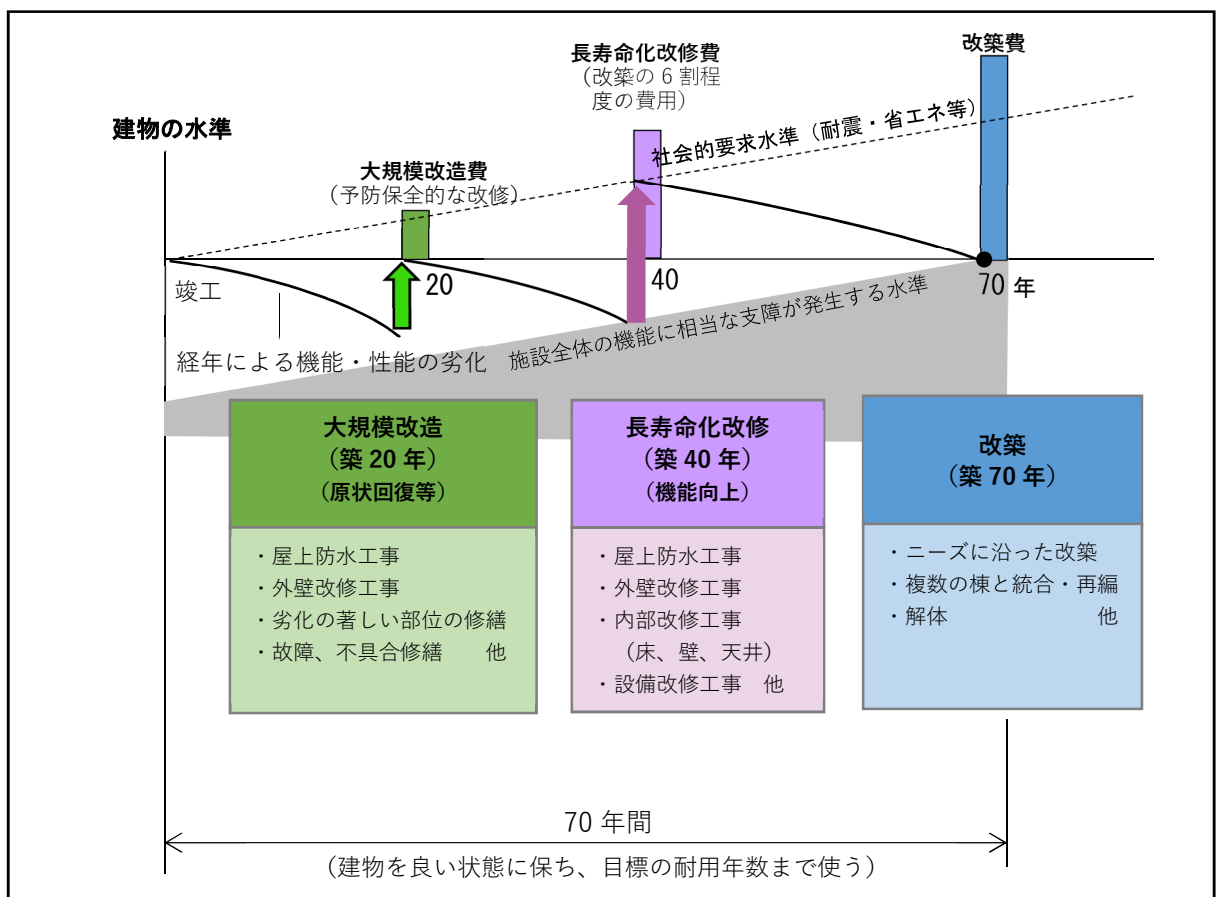 改築費
長寿命化改修費
（改築の６割程
度の費用）
建物の水準
社会的要求水準（耐震・省エネ等）
大規模改造費
（予防保全的な改修）
竣工
20
40
70 年
経年による機能・性能の劣化
施設全体の機能に相当な支障が発生する水準
大規模改造
（築 20 年）
（原状回復等）
・屋上防水工事
・外壁改修工事
・劣化の著しい部位の修繕
・故障、不具合修繕　他
長寿命化改修
（築 40 年）
（機能向上）
・屋上防水工事
・外壁改修工事
・内部改修工事
（床、壁、天井）
・設備改修工事　他
改築
（築 70 年）
・ニーズに沿った改築
・複数の棟と統合・再編
・解体　他
70 年間
（建物を良い状態に保ち、目標の耐用年数まで使う）